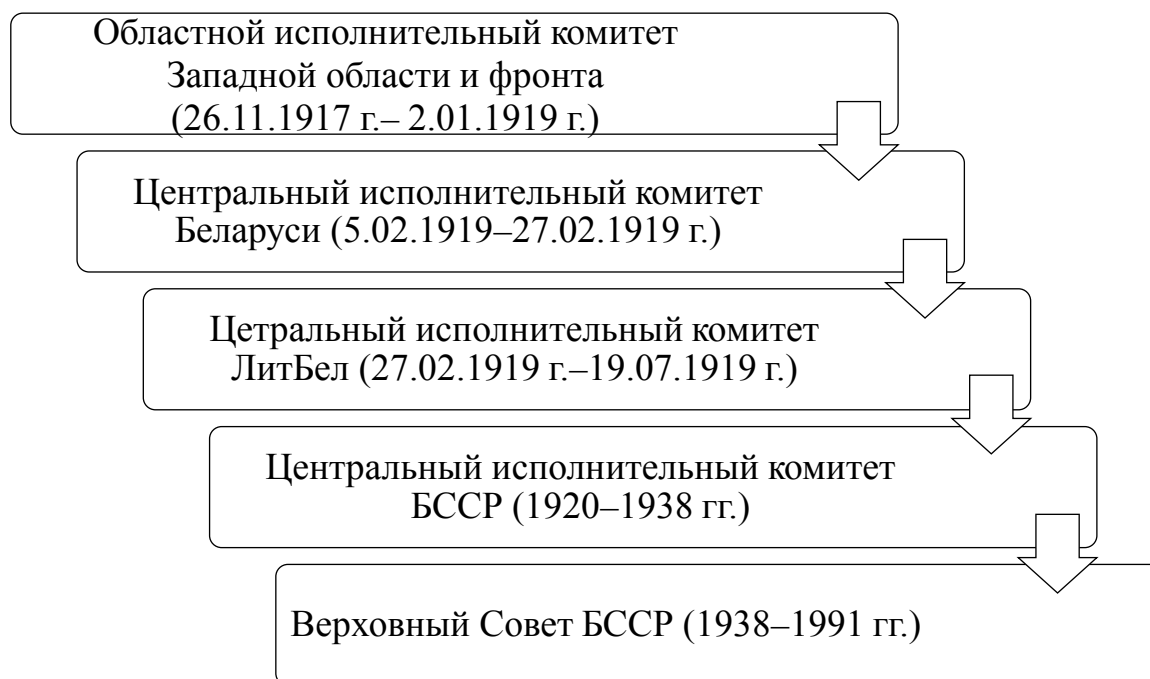 Областной исполнительный комитет
Западной области и фронта
(26.11.1917 г.– 2.01.1919 г.)
Центральный исполнительный комитет
Беларуси (5.02.1919–27.02.1919 г.)
Цетральный исполнительный комитет
ЛитБел (27.02.1919 г.–19.07.1919 г.)
Центральный исполнительный комитет
БССР (1920–1938 гг.)
Верховный Совет БССР (1938–1991 гг.)